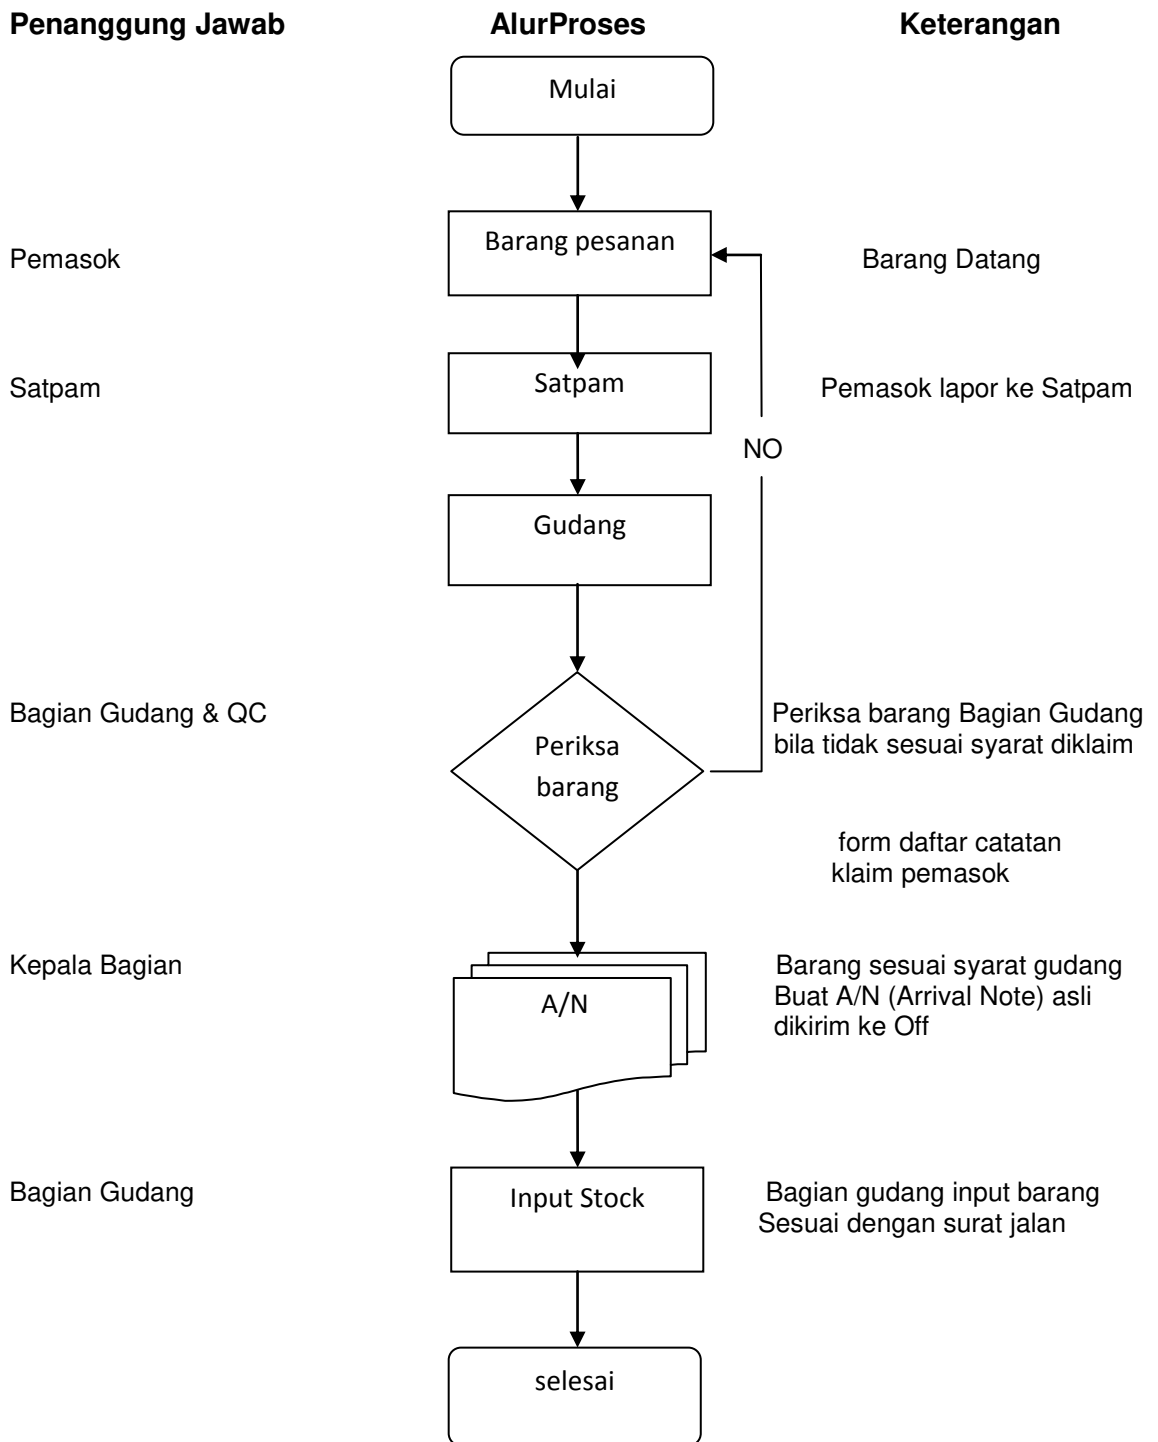 Penanggung Jawab AlurProses Keterangan
Mulai
Pemasok Barang pesanan Barang Datang
Satpam Satpam Pemasok lapor ke Satpam
NO
Gudang
Bagian Gudang & QC Periksa barang Bagian Gudang
bila tidak sesuai syarat diklaim
Periksa
barang
form daftar catatan
klaim pemasok
Kepala Bagian Barang sesuai syarat gudang
A/N Buat A/N (Arrival Note) asli
dikirim ke Off
Bagian Gudang Input Stock Bagian gudang input barang
Sesuai dengan surat jalan
selesai